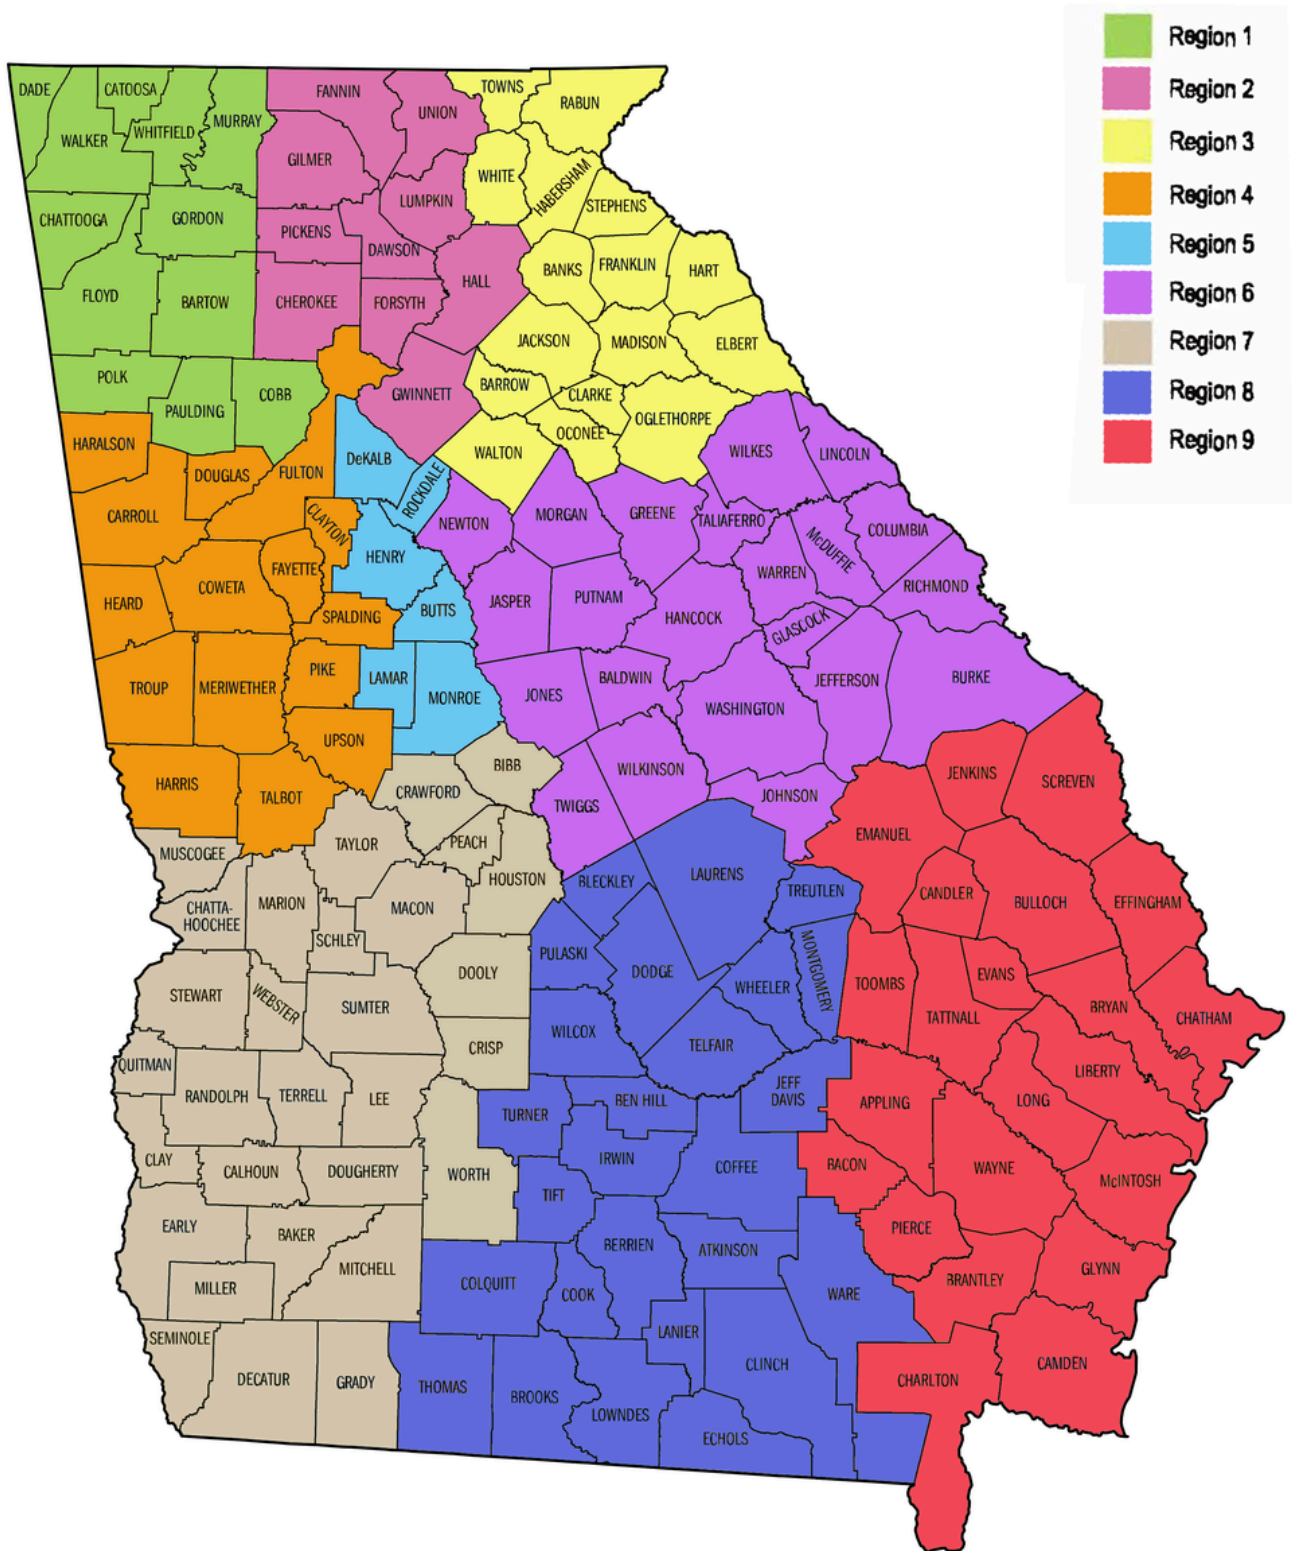 Region 1
Region 2
Region 3
Region 4
Region 5
Region 6
Region 7
Region 8
Region 9
DADE
CATOOSA
WALKER
WHITFIELD
MURRAY
FANNIN
UNION
TOWNS
RABUN
GILMER
WHITE
HABERSHAM
STEPHENS
LUMPKIN
CHATTOOGA
GORDON
PICKENS
DAWSON
HALL
BANKS
FRANKLIN
HART
FLOYD
BARTOW
CHEROKEE
FORSYTH
JACKSON
MADISON
ELBERT
POLK
PAULDING
COBB
GWINNETT
BARROW
CLARKE
OCONEE
OGLETHORPE
HARALSON
DOUGLAS
FULTON
DeKALB
ROCKDALE
WALTON
WILKES
LINCOLN
CARROLL
CLAYTON
HENRY
NEWTON
MORGAN
GREENE
TALIAFERRO
McDUFFIE
COLUMBIA
HEARD
COWETA
FAYETTE
SPALDING
BUTTS
JASPER
PUTNAM
HANCOCK
WARREN
GLASCOCK
RICHMOND
TROUP
MERIWETHER
PIKE
LAMAR
MONROE
JONES
BALDWIN
WASHINGTON
JEFFERSON
BURKE
HARRIS
TALBOT
UPSON
CRAWFORD
BIBB
TWIGGS
WILKINSON
JOHNSON
EMANUEL
JENKINS
SCREVEN
MUSCOGEE
TAYLOR
PEACH
HOUSTON
BLECKLEY
LAURENS
TREUTLEN
CANDLER
BULLOCH
EFFINGHAM
CHATTA-
HOOCHEE
MARION
SCHLEY
MACON
DOOLY
PULASKI
DODGE
WHEELER
MONTGOMERY
TOOMBS
TATTNALL
EVANS
BRYAN
CHATHAM
STEWART
WEBSTER
SUMTER
CRISP
WILCOX
TELFAIR
JEFF
DAVIS
APPLING
LONG
LIBERTY
QUITMAN
RANDOLPH
TERRELL
LEE
TURNER
BEN HILL
IRWIN
COFFEE
BACON
WAYNE
McINTOSH
CLAY
CALHOUN
DOUGHERTY
WORTH
TIFT
BERRIEN
ATKINSON
PIERCE
BRANTLEY
GLYNN
EARLY
BAKER
MITCHELL
MILLER
COLQUITT
COOK
WARE
LANIER
CLINCH
SEMINOLE
DECATUR
GRADY
THOMAS
BROOKS
LOWNDES
ECHOLS
CHARLTON
CAMDEN